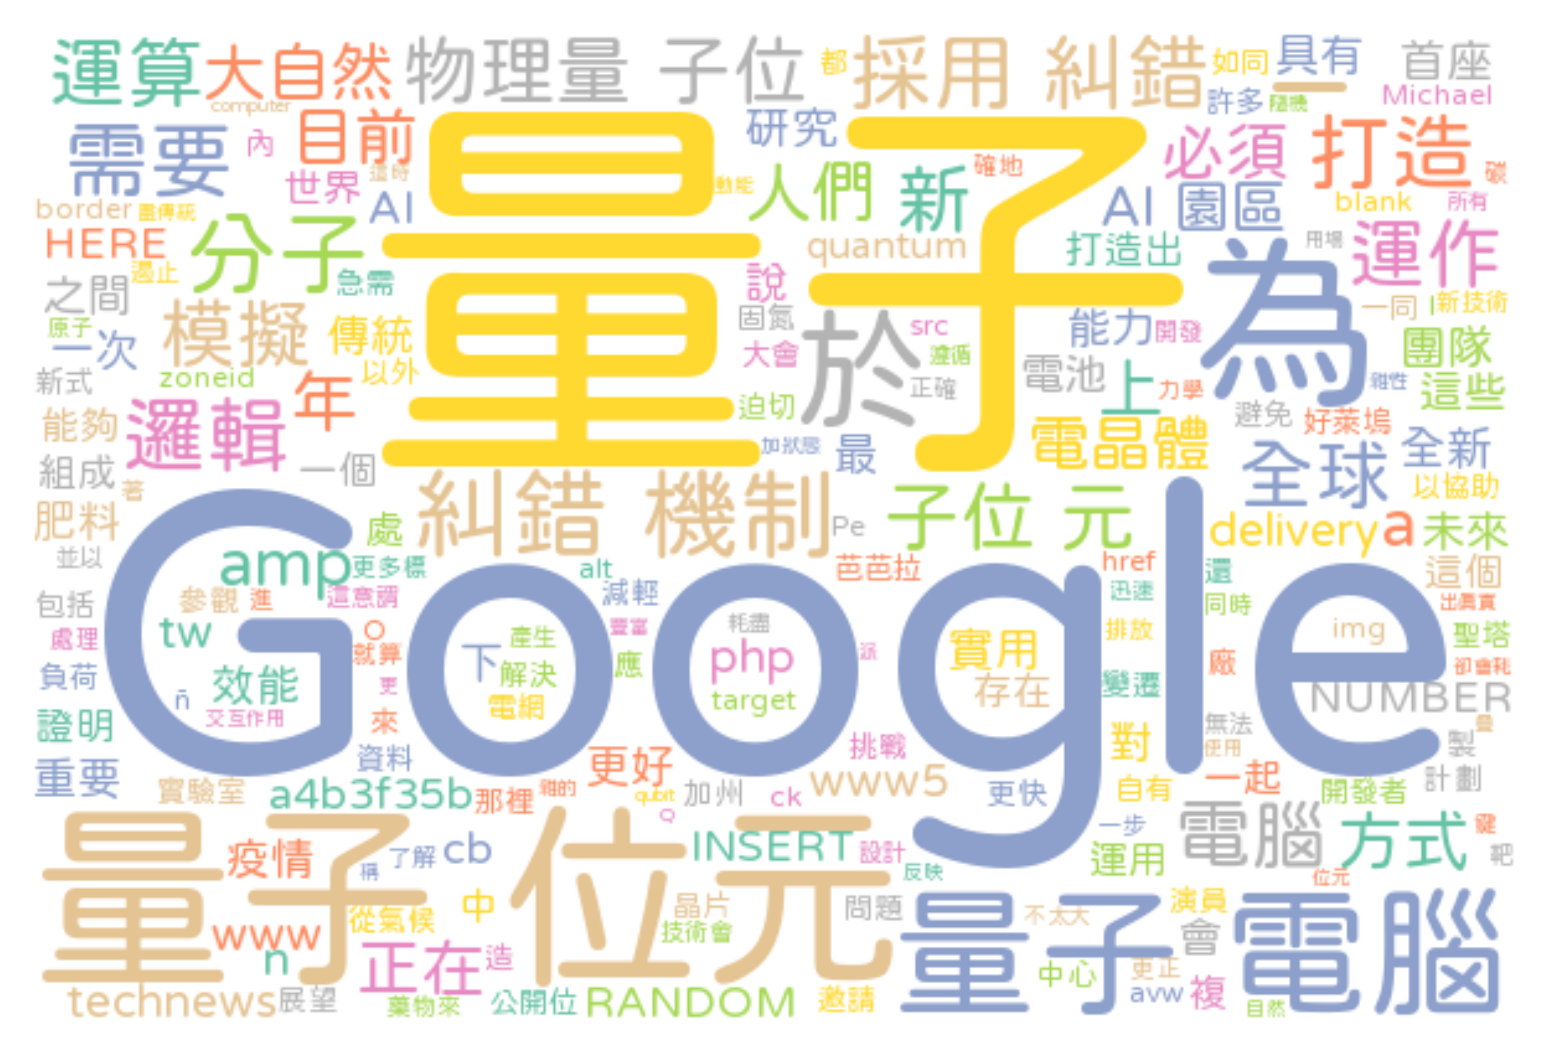 運算 大自然 物理量 子位 都 採用 糾錯 如同 具有 首座
computer 一 許多 隨機 Michael
需要 內 目前 量子 研究 必須 打造 碳
世界 這時 動能 人們 新 確地
border 盡傳統 AI AI 園區 blank 所有
HERE 分子 quantum 打造出 為 用場 運作
遏止 急需 說
之間 模擬 傳統 固氮 於 src 能力 開發 一同 新技術
原子 一次 大會 遵循 團隊
新式 zoneid 年 以外 正確 電池 上 力學 雜性 這些
能夠 邏輯 迫切 避免 好萊塢
加狀態 最 電晶體 全球 全新
組成 著 一個 糾錯 機制 子位 元 以協助
肥料 Google 處 Pe delivery a 未來
並以 amp 更多標 alt 芭芭拉 href 還 這個
包括 參觀 進 這意謂 減輕 耗盡 迅速 同時 出真實
處理 tw O 就算 下 產生 豐富 php 派 實用 排放 img 聖塔
負荷 效能 更 解決 應 target 存在 變遷 廠 卻會耗
ñ 交互作用 電網 NUMBER
證明 來 對 無法 疊
重要 資料 更好 挑戰 使用 製
實驗室 a4b3f35b 那裡 雜的 qubit 加州 ck www5 更快 自有 一起 開發者 計劃
Q
量子 位元 疫情 稱 了解 cb INSERT 設計 一步 運用 電腦 方式 鍵 靶
反映 位元
www 從氣候 中 晶片 問題 量子 電腦 不太大 演員
n 正在 造 技術會 會
中心 更正
technews 展望 藥物來 公開位 RANDOM 邀請 avw 複 自然